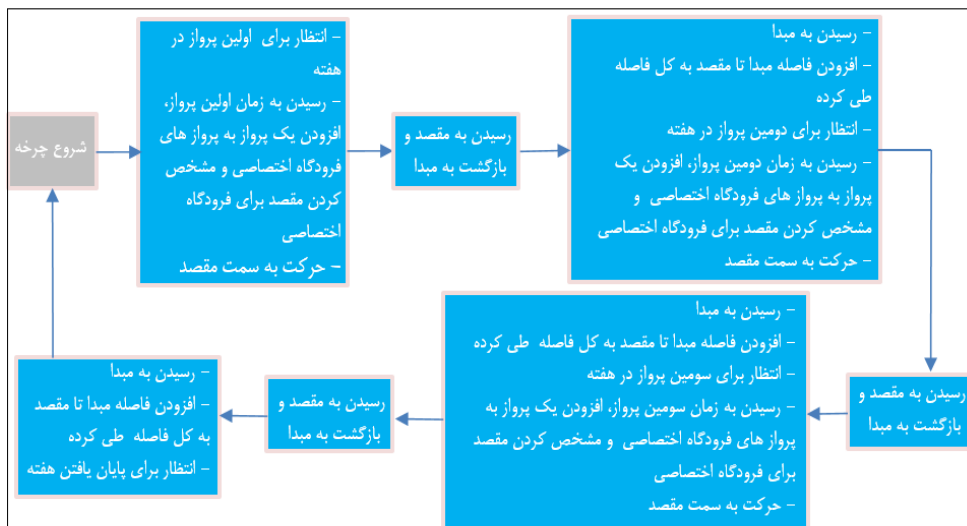 شروع چرخه
– انتظار برای اولین پرواز در
هفته
– رسیدن به زمان اولین پرواز،
افزودن یک پرواز به پرواز های
فرودگاه اختصاصی و مشخص
کردن مقصد برای فرودگاه
اختصاصی
– حرکت به سمت مقصد
رسیدن به مقصد و
بازگشت به مبدا
– رسیدن به مبدا
– افزودن فاصله مبدا تا مقصد به کل فاصله
طی کرده
– انتظار برای دومین پرواز در هفته
– رسیدن به زمان دومین پرواز، افزودن یک
پرواز به پرواز های فرودگاه اختصاصی و
مشخص کردن مقصد برای فرودگاه اختصاصی
– حرکت به سمت مقصد
رسیدن به مقصد و
بازگشت به مبدا
– رسیدن به مبدا
– افزودن فاصله مبدا تا مقصد به کل فاصله طی کرده
– انتظار برای سومین پرواز در هفته
– رسیدن به زمان سومین پرواز، افزودن یک پرواز به
پرواز های فرودگاه اختصاصی و مشخص کردن مقصد
برای فرودگاه اختصاصی
– حرکت به سمت مقصد
رسیدن به مقصد و
بازگشت به مبدا
– رسیدن به مبدا
– افزودن فاصله مبدا تا مقصد
به کل فاصله طی کرده
– انتظار برای پایان یافتن هفته